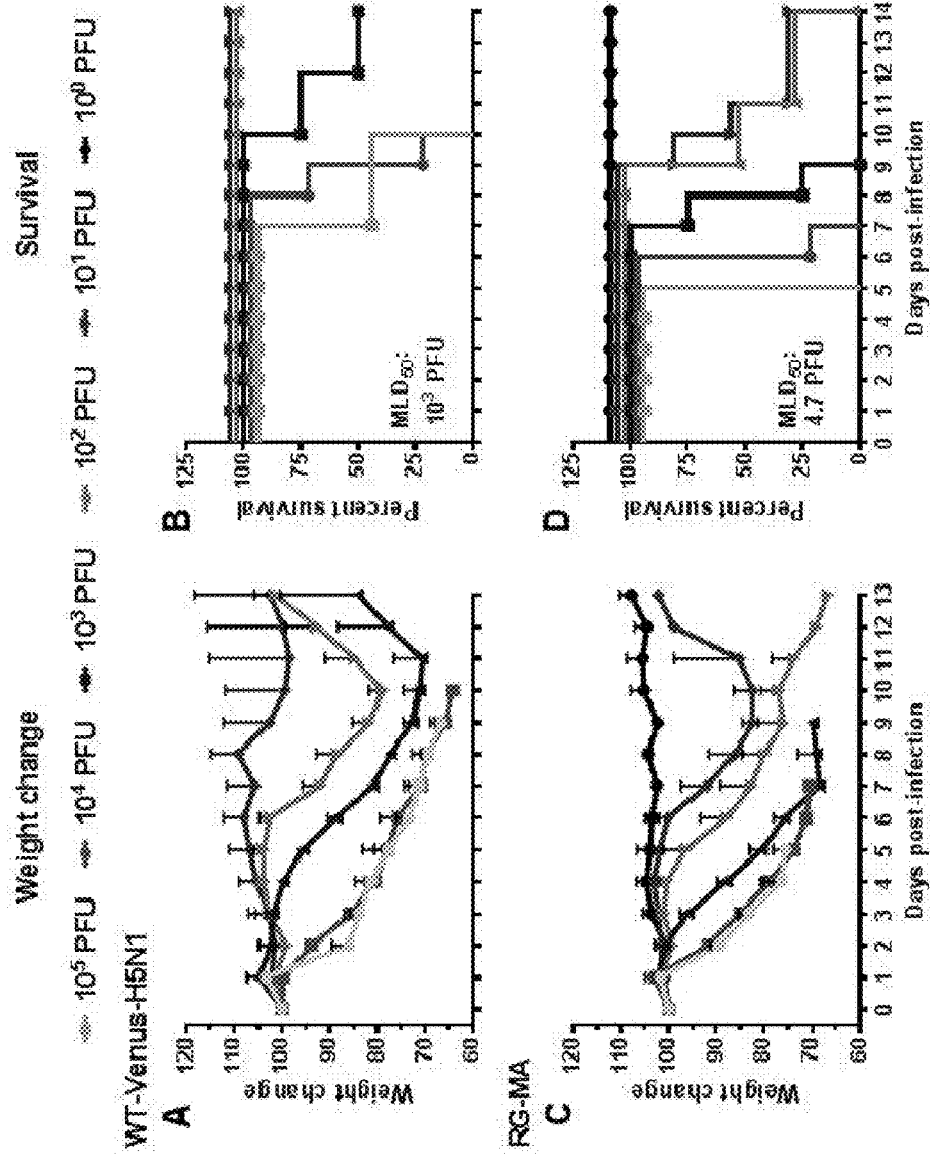 Weight change Survival
10⁵ PFU 10⁴ PFU 10³ PFU 10² PFU 10¹ PFU 10⁰ PFU
WT-Venus-H5N1
A
Weight change
120
110
100
90
80
70
60
B
Percent survival
125
100
75
50
25
0
MLD₅₀:
10³ PFU
RG-MA
C
Weight change
120
110
100
90
80
70
60
0 1 2 3 4 5 6 7 8 9 10 11 12 13
Days post-infection
D
Percent survival
125
100
75
50
25
0
MLD₅₀:
4.7 PFU
0 1 2 3 4 5 6 7 8 9 10 11 12 13 14
Days post-infection